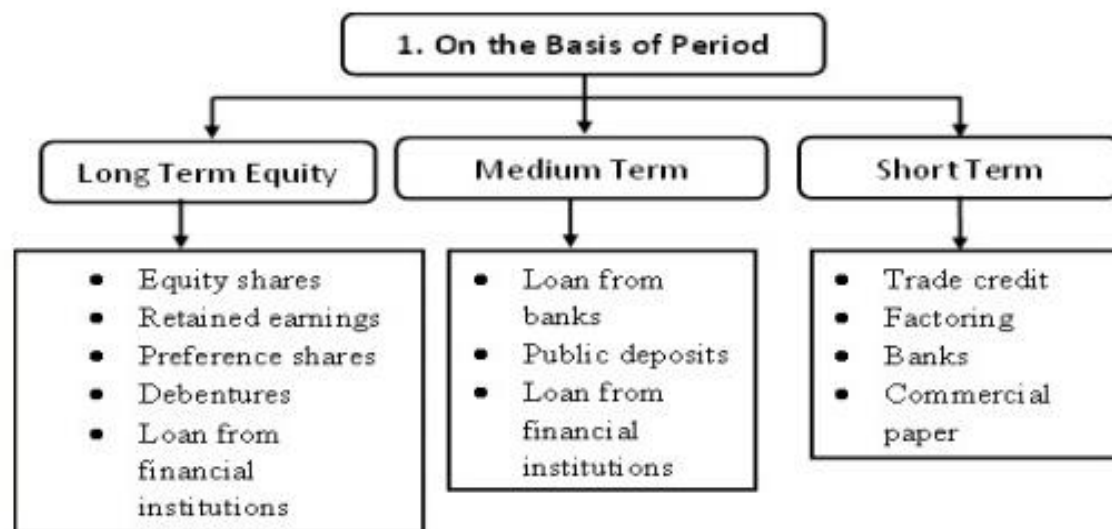 1. On the Basis of Period
Long Term Equity
Medium Term
Short Term
• Equity shares
• Retained earnings
• Preference shares
• Debentures
• Loan from
financial
institutions
• Loan from
banks
• Public deposits
• Loan from
financial
institutions
• Trade credit
• Factoring
• Banks
• Commercial
paper